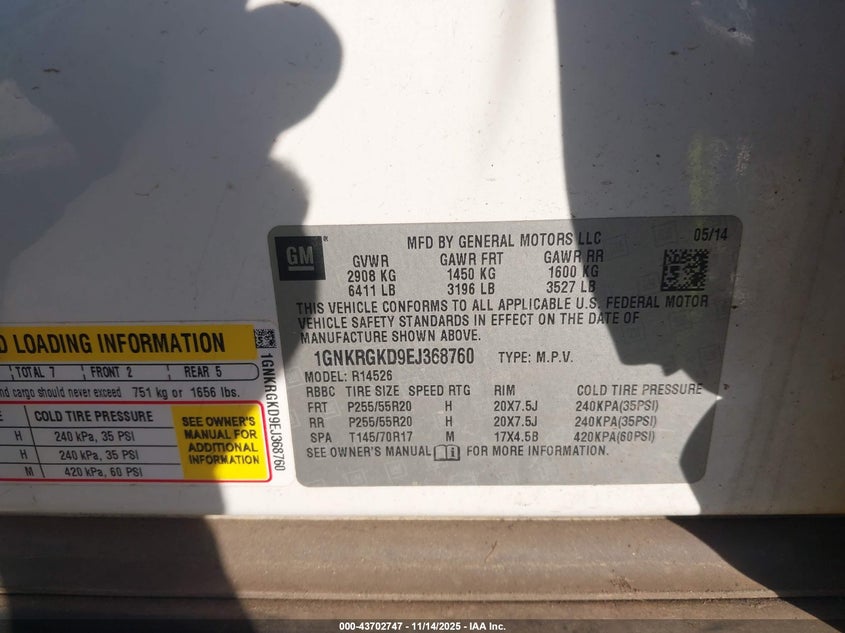 GM
MFD BY GENERAL MOTORS LLC 05/14
GVWR GAWR FRT GAWR RR
2908 KG 1450 KG 1600 KG
6411 LB 3196 LB 3527 LB
THIS VEHICLE CONFORMS TO ALL APPLICABLE U.S. FEDERAL MOTOR
VEHICLE SAFETY STANDARDS IN EFFECT ON THE DATE OF
MANUFACTURE SHOWN ABOVE.
1GNKRGKD9EJ368760 TYPE: M.P.V.
MODEL: R14526
RBBC TIRE SIZE SPEED RTG RIM COLD TIRE PRESSURE
FRT P255/55R20 H 20X7.5J 240KPA(35PSI)
RR P255/55R20 H 20X7.5J 240KPA(35PSI)
SPA T145/70R17 M 17X4.5B 420KPA(60PSI)
SEE OWNER'S MANUAL FOR MORE INFORMATION.
LOADING INFORMATION
TOTAL 7 FRONT 2 REAR 5
cargo should never exceed 751 kg or 1656 lbs.
COLD TIRE PRESSURE
H 240 kPa, 35 PSI
H 240 kPa, 35 PSI
M 420 kPa, 60 PSI
SEE OWNER'S
MANUAL FOR
ADDITIONAL
INFORMATION
1GNKRGKD9EJ368760
000-43702747 - 11/14/2025 - IAA Inc.